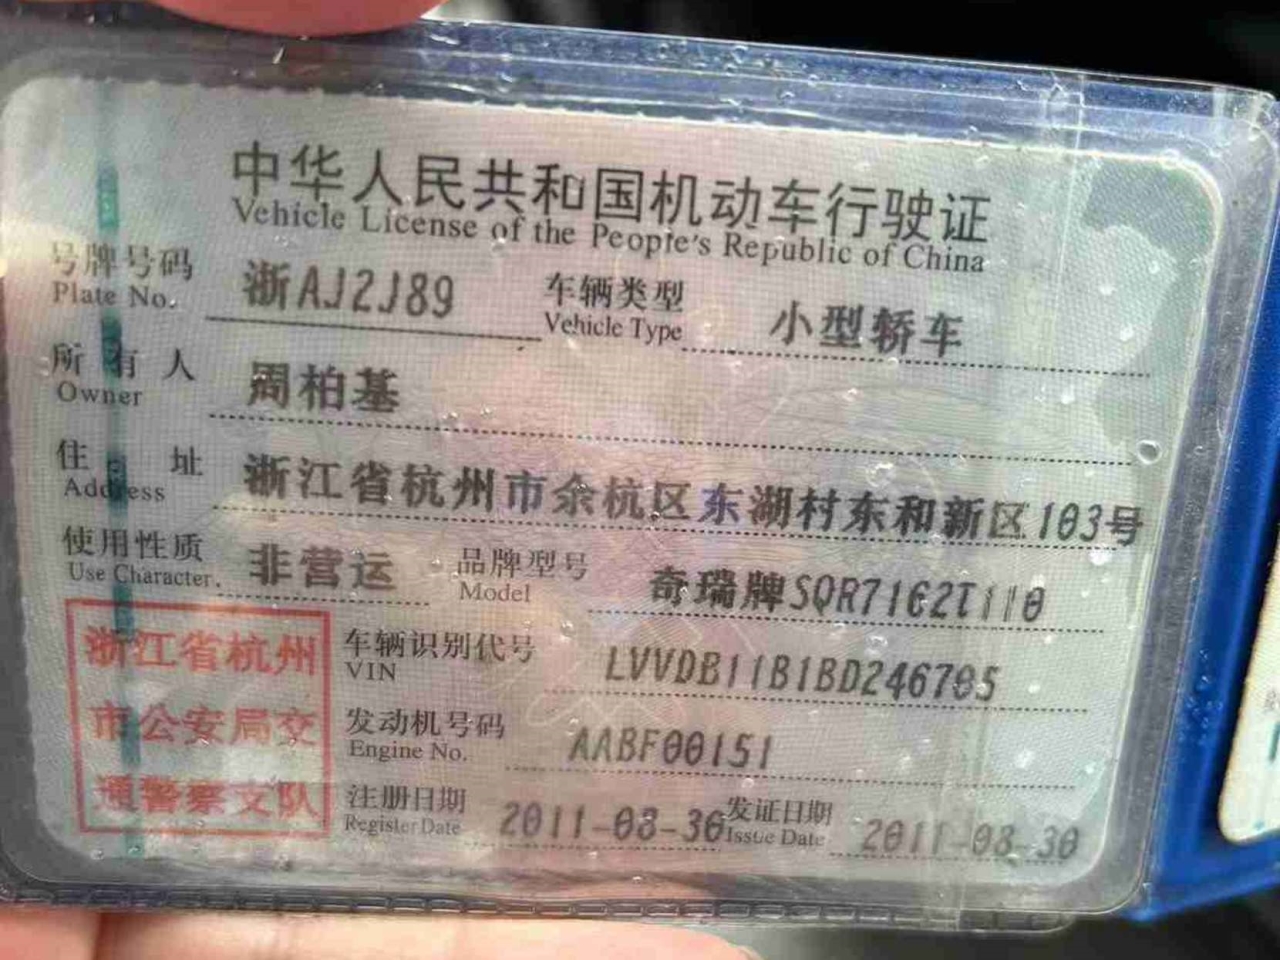 中华人民共和国机动车行驶证
Vehicle License of the People's Republic of China
号牌号码 浙AJ2J89 车辆类型 小型轿车
Plate No. Vehicle Type
所有人 周柏基
Owner
住址 浙江省杭州市余杭区东湖村东和新区103号
Address
使用性质 非营运 品牌型号 奇瑞牌SQR7162T110
Use Character. Model
浙江省杭州
市公安局交
通警察支队
车辆识别代号 LVVDB11B1BD246705
VIN
发动机号码 AABF00151
Engine No.
注册日期 2011-08-30 发证日期 2011-08-30
Register Date Issue Date